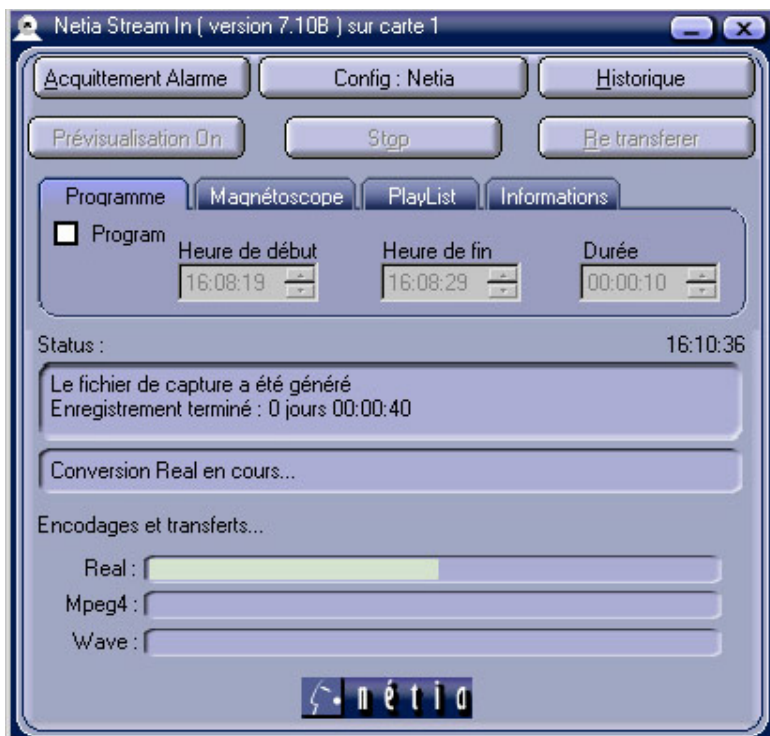 Netia Stream In ( version 7.10B ) sur carte 1
Acquittement Alarme Config : Netia Historique
Prévisualisation On Stop Re transferer
Programme Magnétoscope PlayList Informations
Program
Heure de début Heure de fin Durée
16:08:19 16:08:29 00:00:10
Status : 16:10:36
Le fichier de capture a été généré
Enregistrement terminé : 0 jours 00:00:40
Conversion Real en cours...
Encodages et transferts...
Real :
Mpeg4 :
Wave :
nétia